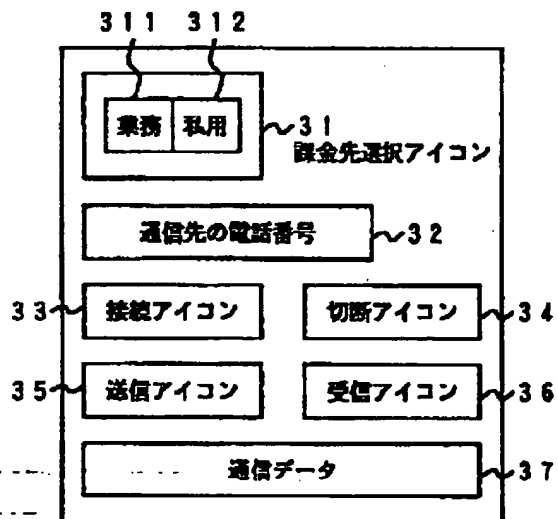 311 312
業務 私用
31
課金先選択アイコン
通信先の電話番号 32
33 接続アイコン 切断アイコン 34
35 送信アイコン 受信アイコン 36
通信データ 37